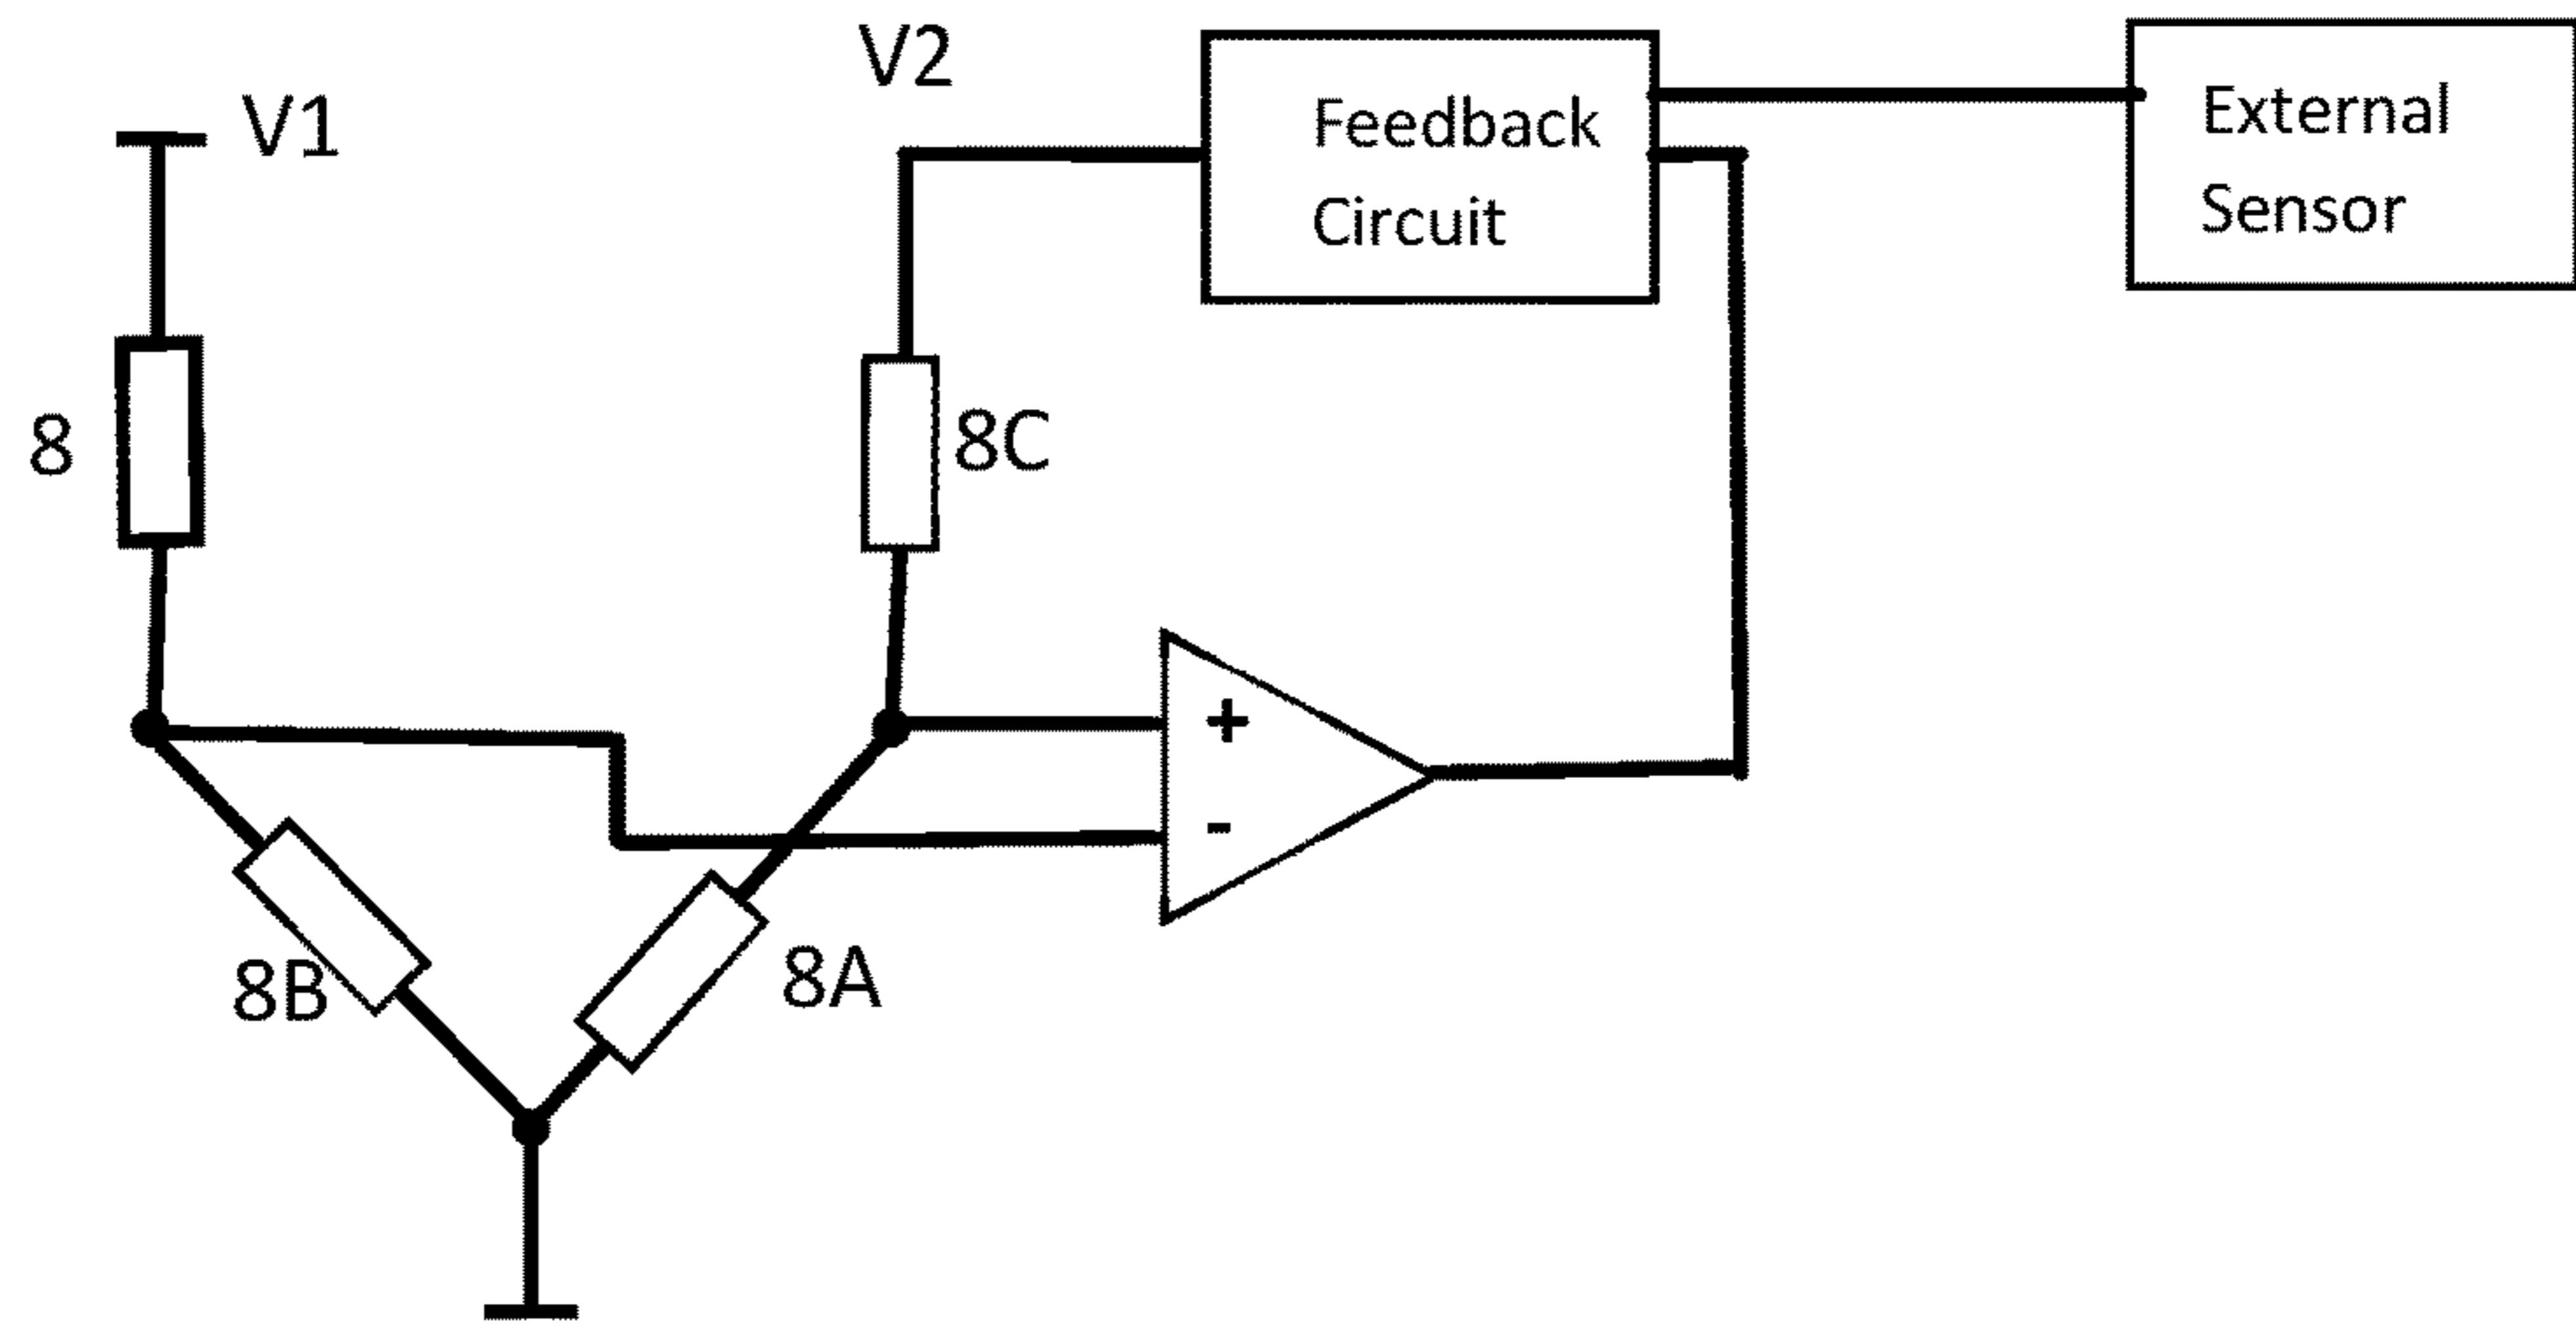 V1
V2
Feedback
Circuit
External
Sensor
8
8C
+
-
8B
8A